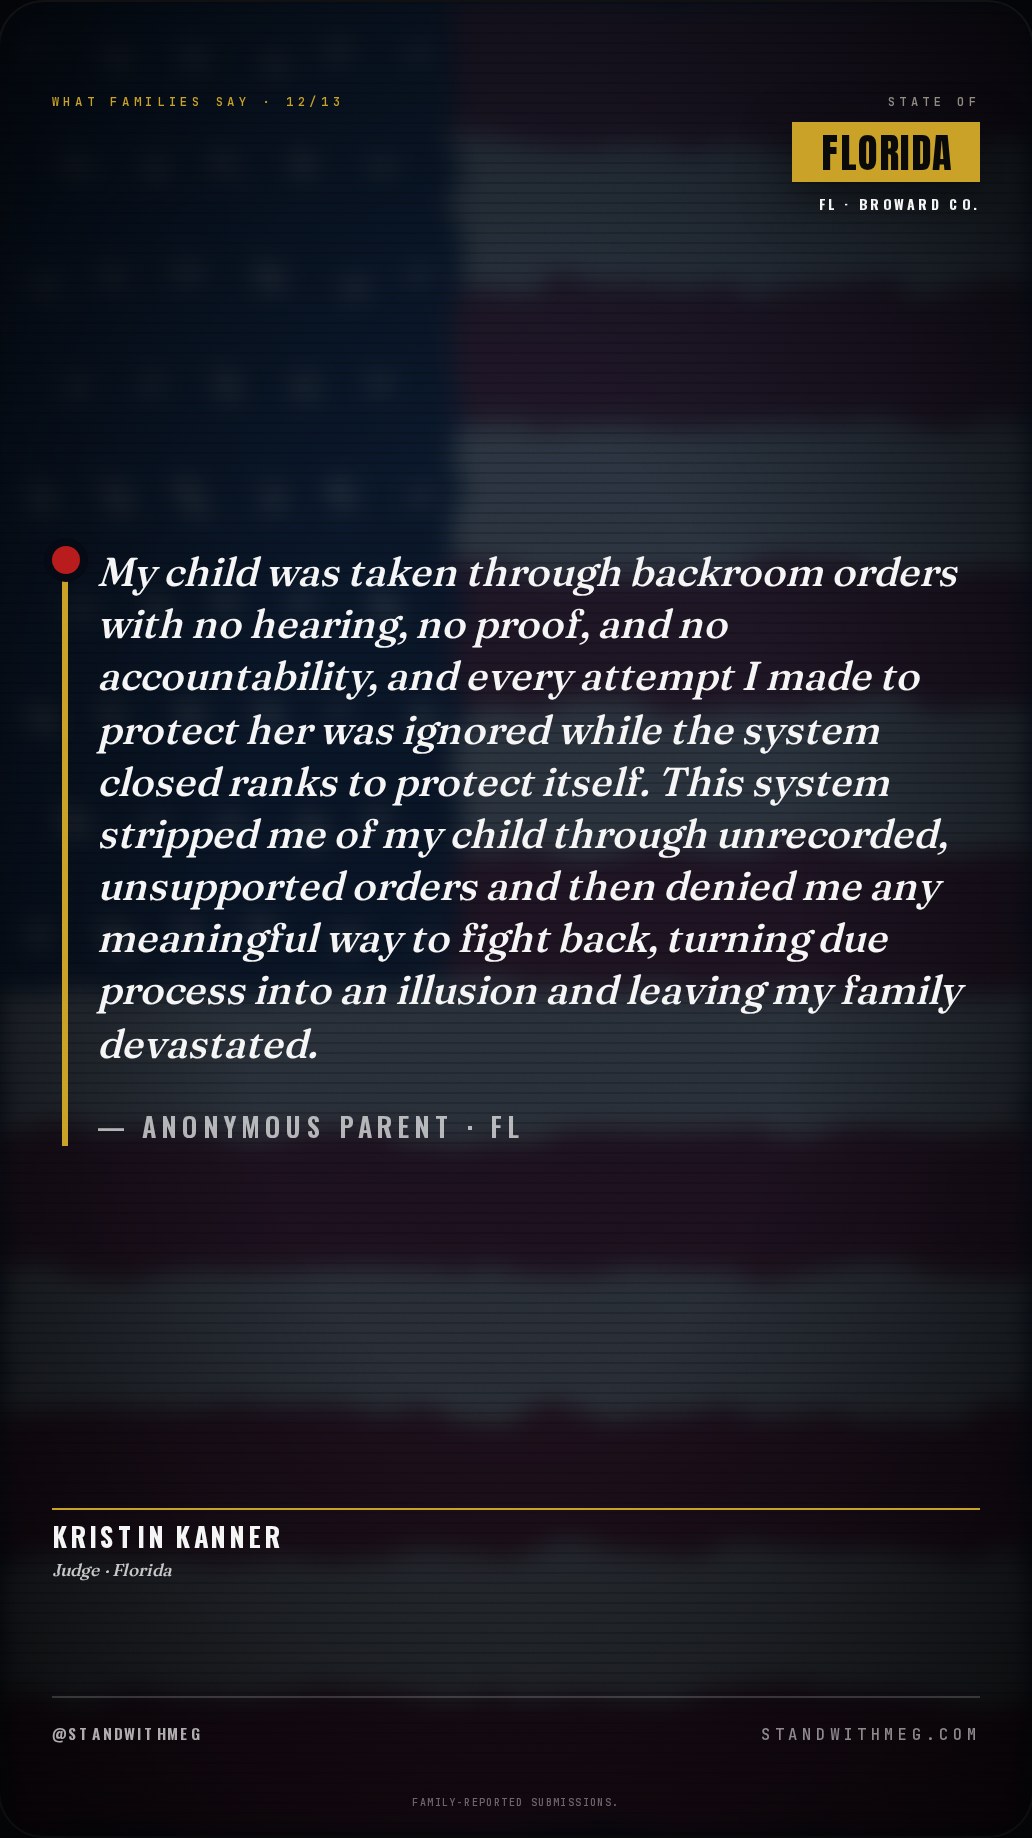 WHAT FAMILIES SAY · 12/13
STATE OF
FLORIDA
FL · BROWARD CO.
My child was taken through backroom orders
with no hearing, no proof, and no
accountability, and every attempt I made to
protect her was ignored while the system
closed ranks to protect itself. This system
stripped me of my child through unrecorded,
unsupported orders and then denied me any
meaningful way to fight back, turning due
process into an illusion and leaving my family
devastated.
— ANONYMOUS PARENT · FL
KRISTIN KANNER
Judge · Florida
@STANDWITHMEG
STANDWITHMEG.COM
FAMILY-REPORTED SUBMISSIONS.